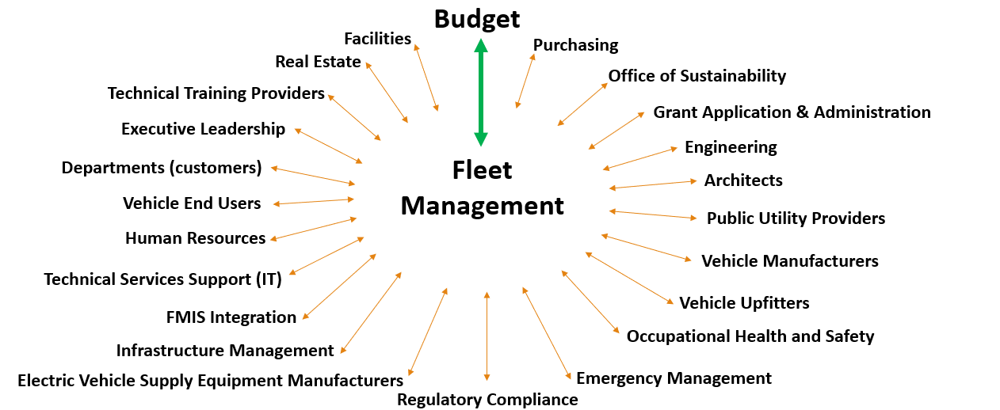 Budget
Facilities
Purchasing
Real Estate
Office of Sustainability
Technical Training Providers
Grant Application & Administration
Executive Leadership
Engineering
Departments (customers)
Fleet
Management
Architects
Vehicle End Users
Public Utility Providers
Human Resources
Vehicle Manufacturers
Technical Services Support (IT)
Vehicle Upfitters
FMIS Integration
Occupational Health and Safety
Infrastructure Management
Emergency Management
Electric Vehicle Supply Equipment Manufacturers
Regulatory Compliance